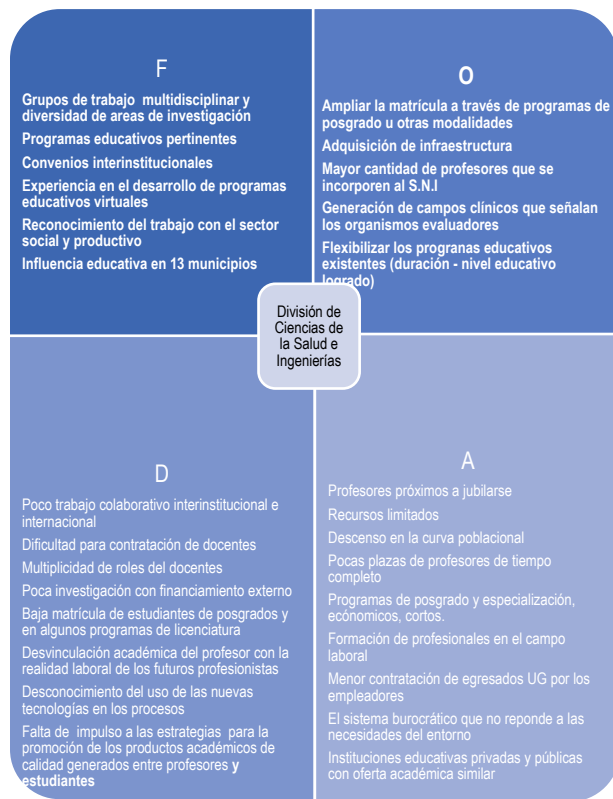 F
Grupos de trabajo multidisciplinar y
diversidad de areas de investigación
Programas educativos pertinentes
Convenios interinstitucionales
Experiencia en el desarrollo de programas
educativos virtuales
Reconocimiento del trabajo con el sector
social y productivo
Influencia educativa en 13 municipios
O
Ampliar la matrícula a través de programas de
posgrado u otras modalidades
Adquisición de infraestructura
Mayor cantidad de profesores que se
incorporen al S.N.I
Generación de campos clínicos que señalan
los organismos evaluadores
Flexibilizar los progranas educativos
existentes (duración - nivel educativo
logrado)
División de
Ciencias de
la Salud e
Ingenierías
D
Poco trabajo colaborativo interinstitucional e
internacional
Dificultad para contratación de docentes
Multiplicidad de roles del docentes
Poca investigación con financiamiento externo
Baja matrícula de estudiantes de posgrados y
en algunos programas de licenciatura
Desvinculación académica del profesor con la
realidad laboral de los futuros profesionistas
Desconocimiento del uso de las nuevas
tecnologías en los procesos
Falta de impulso a las estrategias para la
promoción de los productos académicos de
calidad generados entre profesores y
estudiantes
A
Profesores próximos a jubilarse
Recursos limitados
Descenso en la curva poblacional
Pocas plazas de profesores de tiempo
completo
Programas de posgrado y especialización,
ecónomicos, cortos.
Formación de profesionales en el campo
laboral
Menor contratación de egresados UG por los
empleadores
El sistema burocrático que no reponde a las
necesidades del entorno
Instituciones educativas privadas y públicas
con oferta académica similar